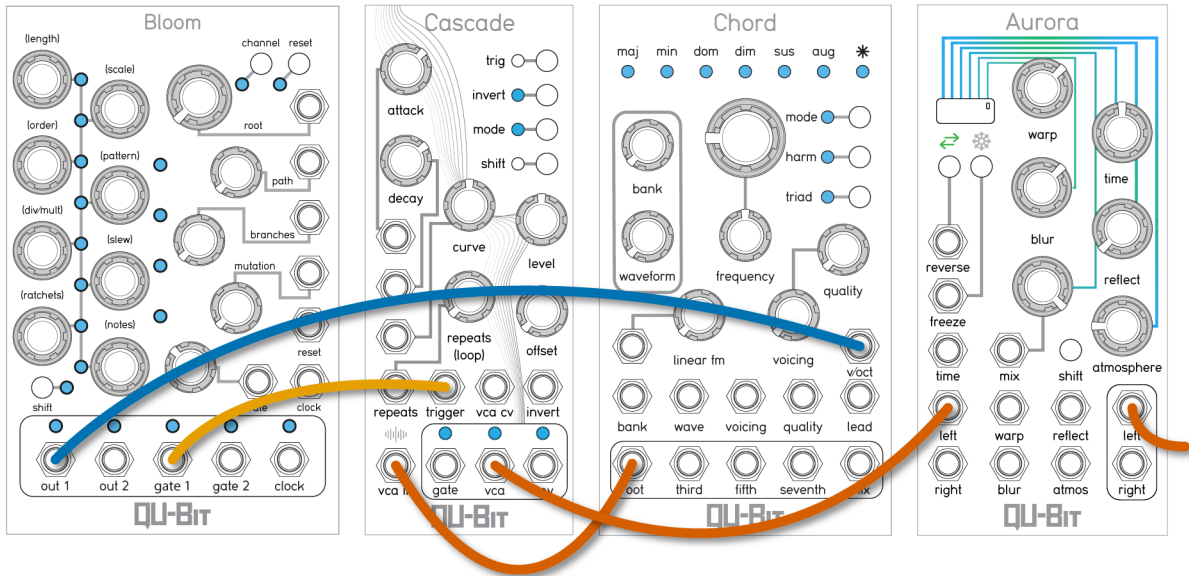 Bloom
(length)
channel
reset
(scale)
root
(order)
(pattern)
path
(div/mult)
branches
(slew)
mutation
(ratchets)
(notes)
reset
shift
clock
out 1 out 2 gate 1 gate 2 clock
QU-BIT
Cascade
trig
attack
invert
mode
shift
decay
curve
level
repeats
(loop)
offset
repeats trigger vca cv invert
gate vca
QU-BIT
Chord
maj min dom dim sus aug ✱
mode
bank
harm
triad
waveform
frequency
quality
linear fm
voicing
v/oct
bank wave voicing quality lead
third fifth seventh
QU-BIT
Aurora
warp
time
blur
reverse
reflect
freeze
time
mix
shift
atmosphere
left warp reflect left
right blur atmos right